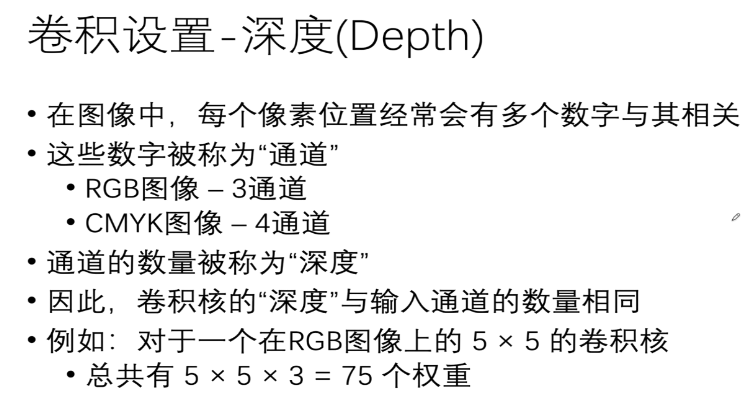 卷积设置-深度(Depth)
• 在图像中，每个像素位置经常会有多个数字与其相关
• 这些数字被称为“通道”
• RGB图像 – 3通道
• CMYK图像 – 4通道
• 通道的数量被称为“深度”
• 因此，卷积核的“深度”与输入通道的数量相同
• 例如：对于一个在RGB图像上的 5 × 5 的卷积核
• 总共有 5 × 5 × 3 = 75 个权重